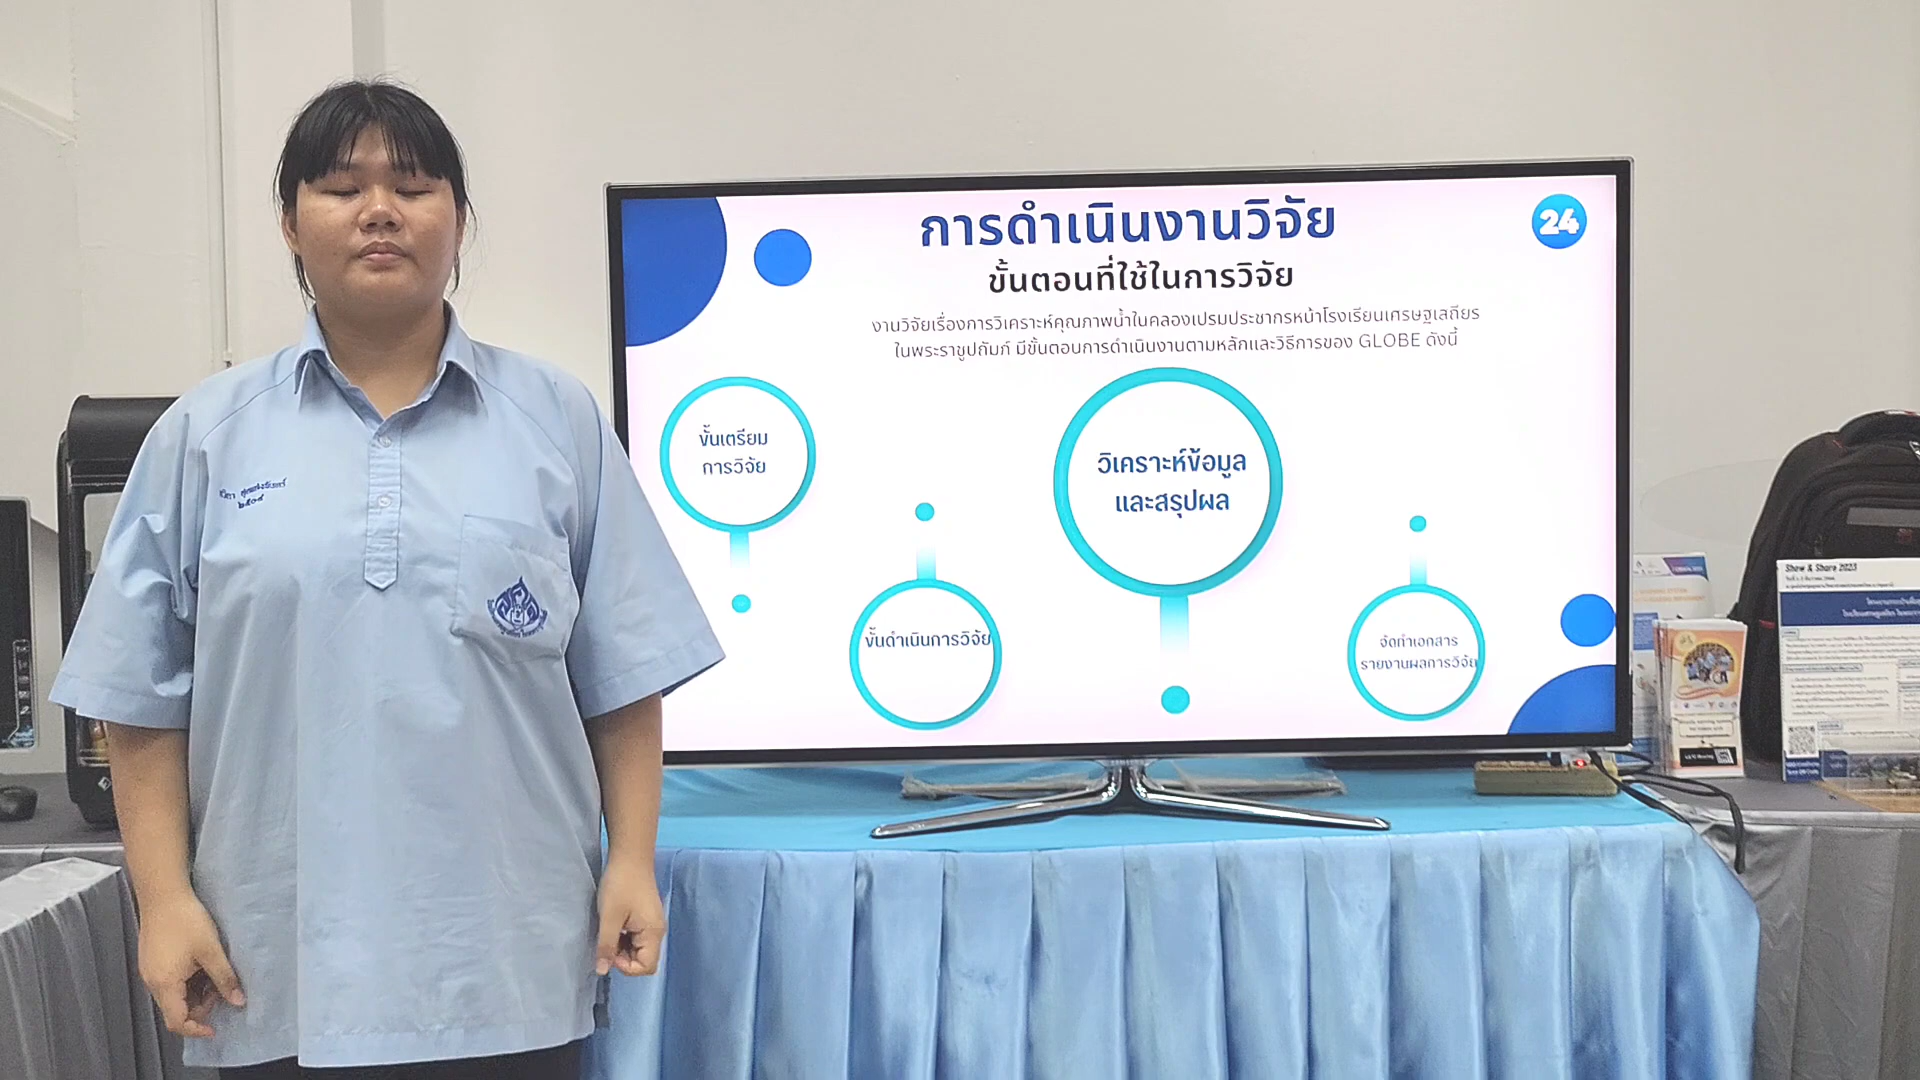 การดำเนินงานวิจัย
24
ขั้นตอนที่ใช้ในการวิจัย
งานวิจัยเรื่องการวิเคราะห์คุณภาพน้ำในคลองเปรมประชากรหน้าโรงเรียนเศรษฐเสถียร
ในพระราชูปถัมภ์ มีขั้นตอนการดำเนินงานตามหลักและวิธีการของ GLOBE ดังนี้
ขั้นเตรียม
การวิจัย
วิเคราะห์ข้อมูล
และสรุปผล
ขั้นดำเนินการวิจัย
จัดทำเอกสาร
รายงานผลการวิจัย
๒๕๐๙
Show & Share 2023